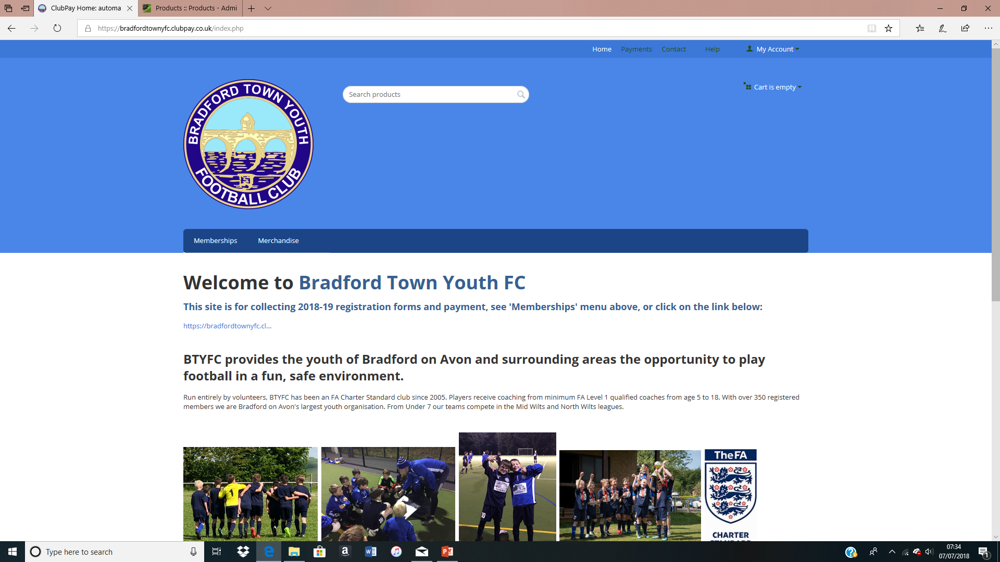 ClubPay Home: automa
Products :: Products - Admi
https://bradfordtownyfc.clubpay.co.uk/index.php
Home Payments Contact Help My Account
BRADFORD TOWN YOUTH
FOOTBALL CLUB
Search products
Cart is empty
Memberships Merchandise
Welcome to Bradford Town Youth FC
This site is for collecting 2018-19 registration forms and payment, see 'Memberships' menu above, or click on the link below:
https://bradfordtownyfc.cl...
BTYFC provides the youth of Bradford on Avon and surrounding areas the opportunity to play
football in a fun, safe environment.
Run entirely by volunteers, BTYFC has been an FA Charter Standard club since 2005. Players receive coaching from minimum FA Level 1 qualified coaches from age 5 to 18. With over 350 registered
members we are Bradford on Avon's largest youth organisation. From Under 7 our teams compete in the Mid Wilts and North Wilts leagues.
1
10
TheFA
CHARTER
STANDARD
Type here to search
07:34
07/07/2018
1